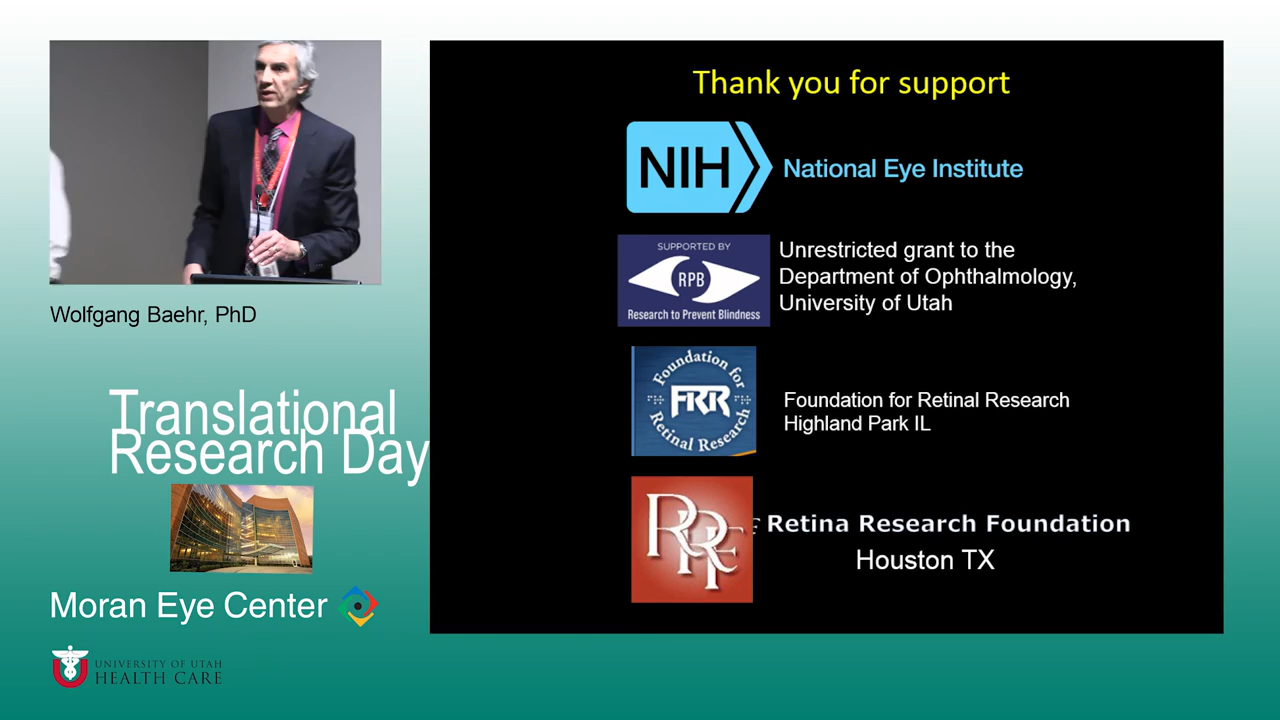 Wolfgang Baehr, PhD
Translational
Research Day
Moran Eye Center
UNIVERSITY OF UTAH
HEALTH CARE
Thank you for support
NIH
National Eye Institute
SUPPORTED BY
RPB
Research to Prevent Blindness
Unrestricted grant to the
Department of Ophthalmology,
University of Utah
Foundation for
FRR
Retinal Research
Foundation for Retinal Research
Highland Park IL
RRF
Retina Research Foundation
Houston TX